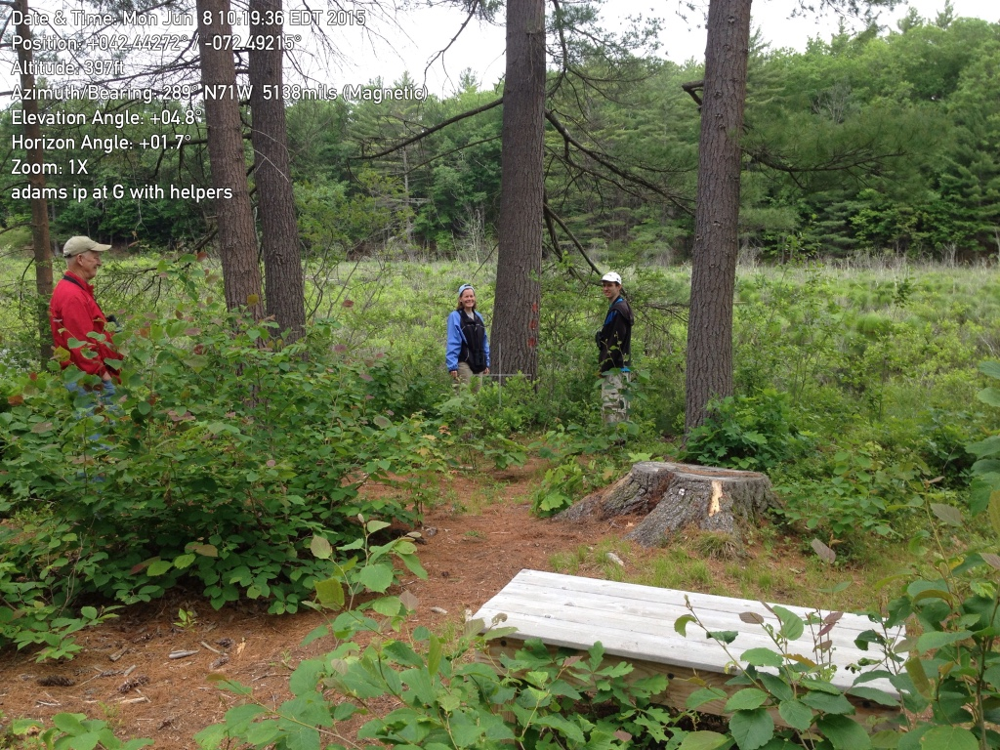 Date & Time: Mon Jun 8 10:19:36 EDT 2015
Position: +042.44272° / -072.49215°
Altitude: 397ft
Azimuth/Bearing: 289° N71W 5138mils (Magnetic)
Elevation Angle: +04.8°
Horizon Angle: +01.7°
Zoom: 1X
adams ip at G with helpers